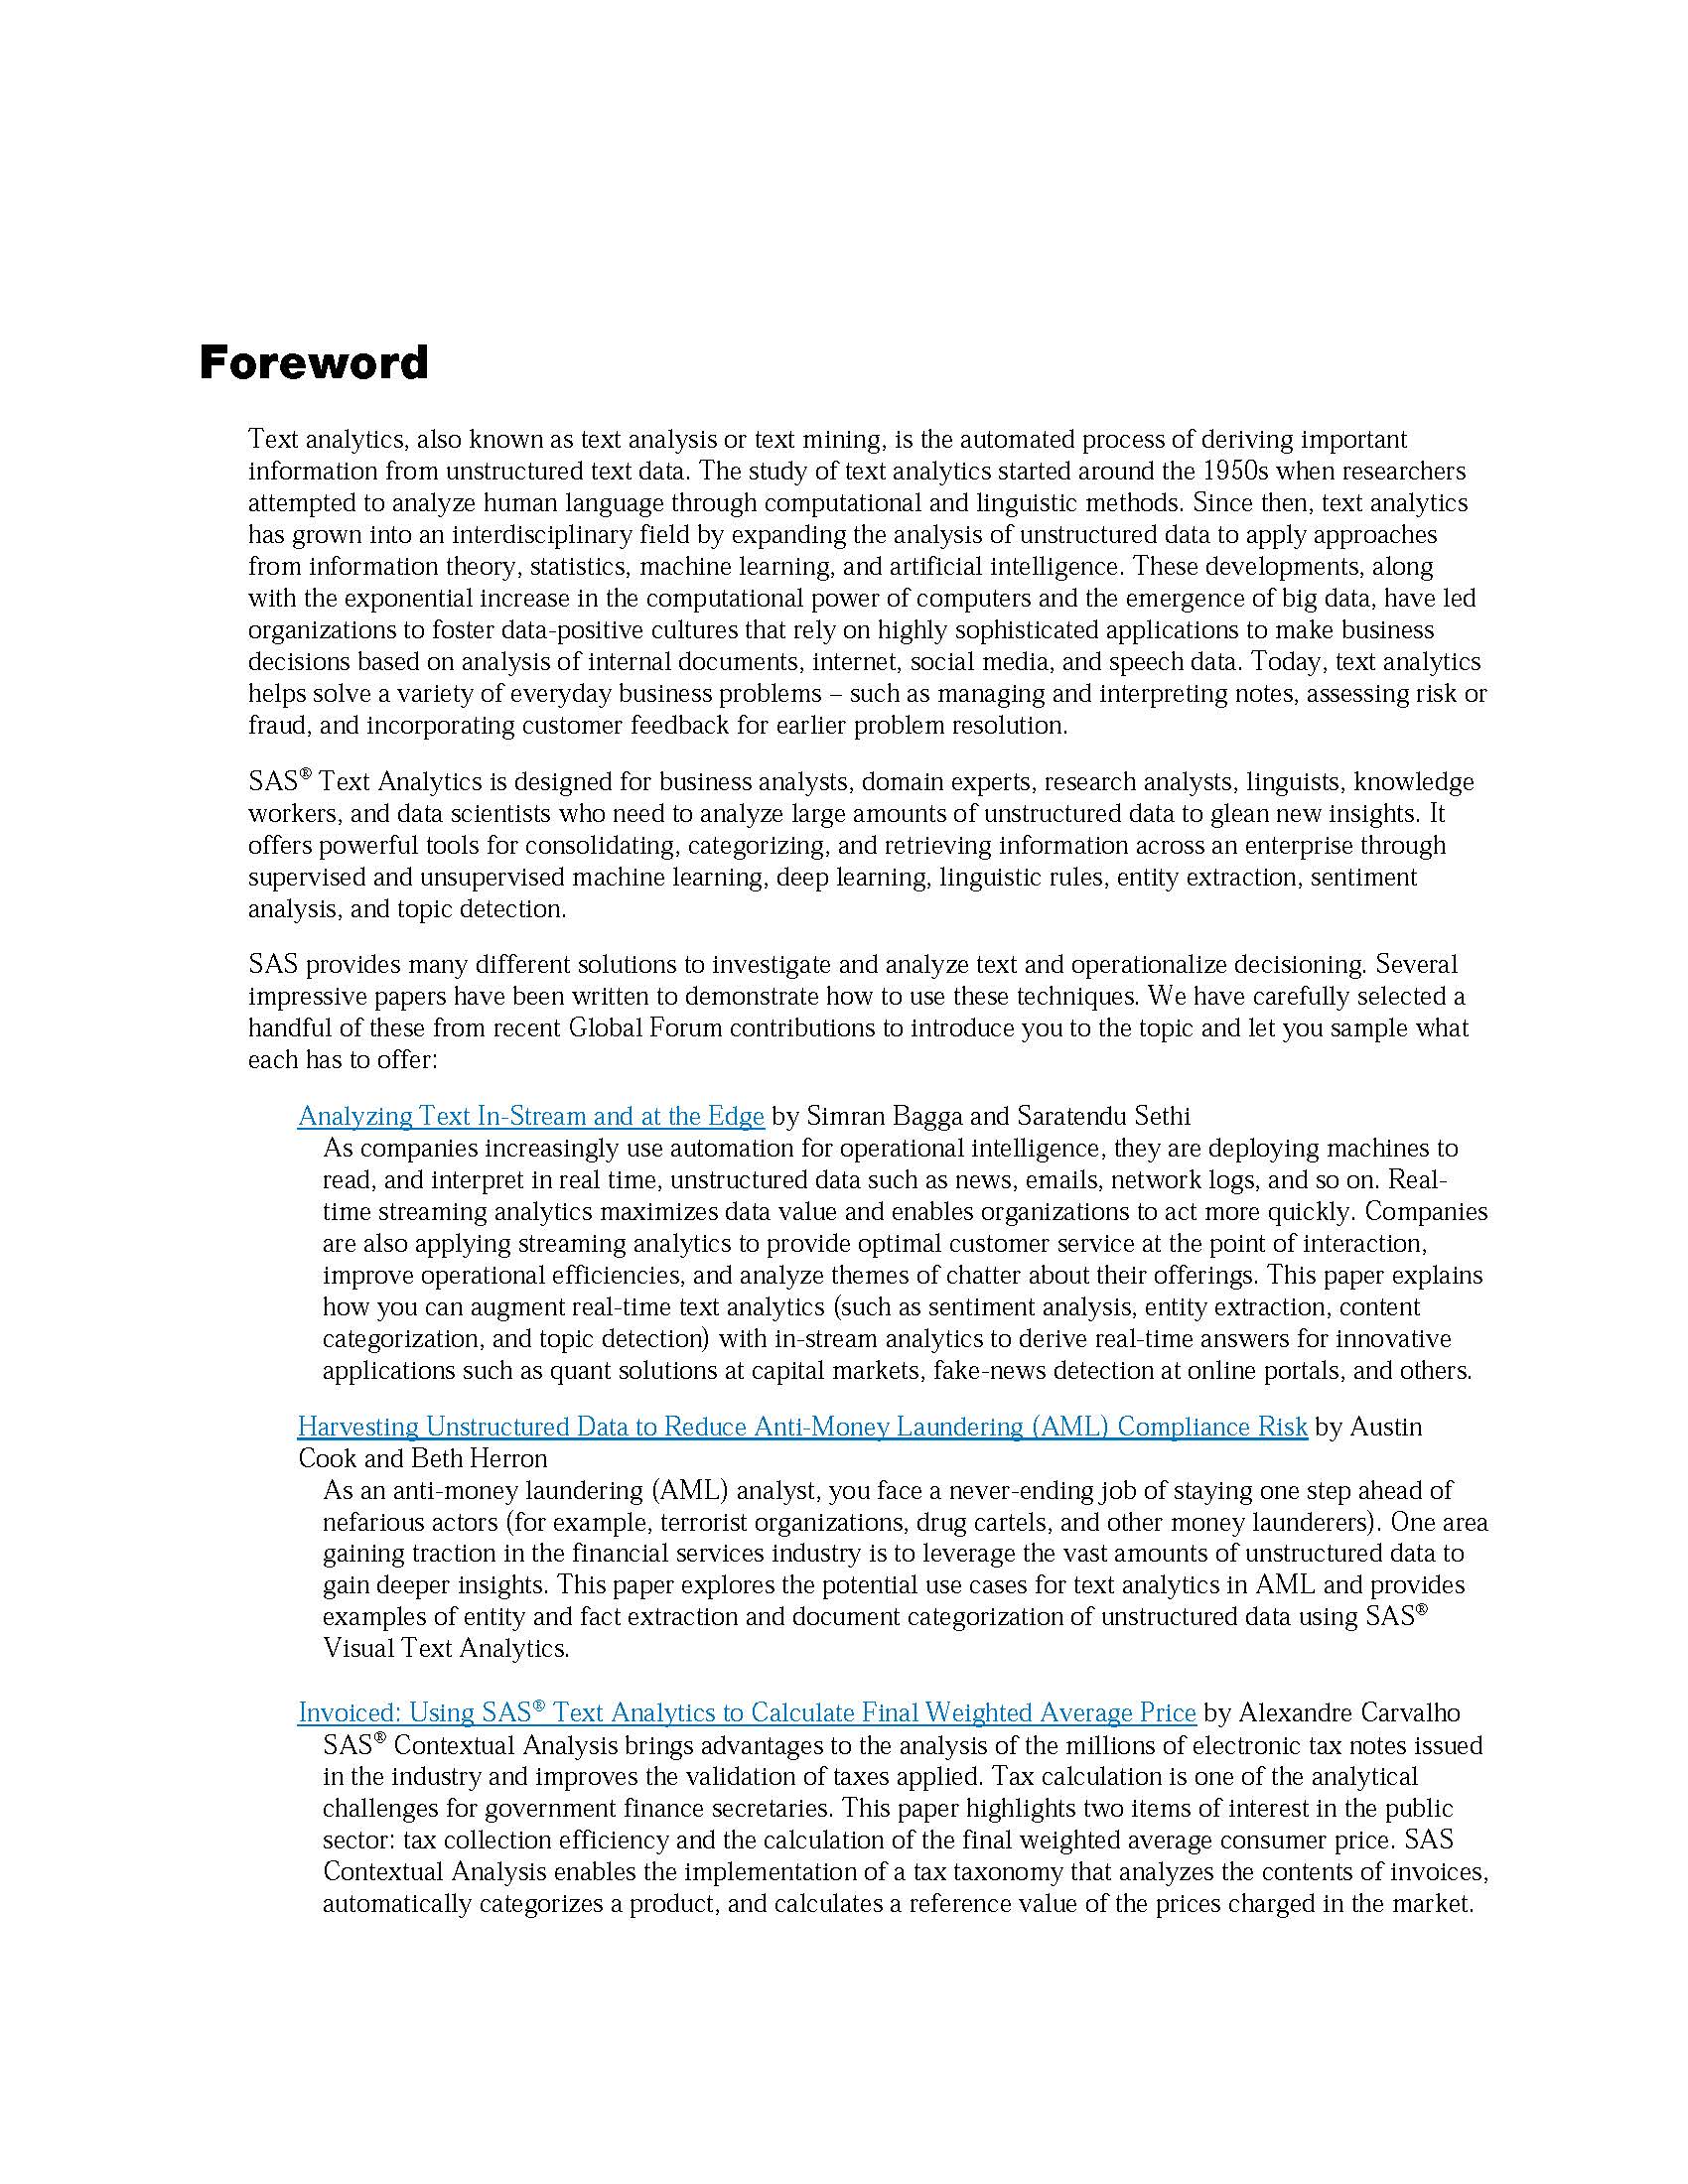 Foreword
Text analytics, also known as text analysis or text mining, is the automated process of deriving important
information from unstructured text data. The study of text analytics started around the 1950s when researchers
attempted to analyze human language through computational and linguistic methods. Since then, text analytics
has grown into an interdisciplinary field by expanding the analysis of unstructured data to apply approaches
from information theory, statistics, machine learning, and artificial intelligence. These developments, along
with the exponential increase in the computational power of computers and the emergence of big data, have led
organizations to foster data-positive cultures that rely on highly sophisticated applications to make business
decisions based on analysis of internal documents, internet, social media, and speech data. Today, text analytics
helps solve a variety of everyday business problems – such as managing and interpreting notes, assessing risk or
fraud, and incorporating customer feedback for earlier problem resolution.
SAS® Text Analytics is designed for business analysts, domain experts, research analysts, linguists, knowledge
workers, and data scientists who need to analyze large amounts of unstructured data to glean new insights. It
offers powerful tools for consolidating, categorizing, and retrieving information across an enterprise through
supervised and unsupervised machine learning, deep learning, linguistic rules, entity extraction, sentiment
analysis, and topic detection.
SAS provides many different solutions to investigate and analyze text and operationalize decisioning. Several
impressive papers have been written to demonstrate how to use these techniques. We have carefully selected a
handful of these from recent Global Forum contributions to introduce you to the topic and let you sample what
each has to offer:
Analyzing Text In-Stream and at the Edge by Simran Bagga and Saratendu Sethi
As companies increasingly use automation for operational intelligence, they are deploying machines to
read, and interpret in real time, unstructured data such as news, emails, network logs, and so on. Real-
time streaming analytics maximizes data value and enables organizations to act more quickly. Companies
are also applying streaming analytics to provide optimal customer service at the point of interaction,
improve operational efficiencies, and analyze themes of chatter about their offerings. This paper explains
how you can augment real-time text analytics (such as sentiment analysis, entity extraction, content
categorization, and topic detection) with in-stream analytics to derive real-time answers for innovative
applications such as quant solutions at capital markets, fake-news detection at online portals, and others.
Harvesting Unstructured Data to Reduce Anti-Money Laundering (AML) Compliance Risk by Austin
Cook and Beth Herron
As an anti-money laundering (AML) analyst, you face a never-ending job of staying one step ahead of
nefarious actors (for example, terrorist organizations, drug cartels, and other money launderers). One area
gaining traction in the financial services industry is to leverage the vast amounts of unstructured data to
gain deeper insights. This paper explores the potential use cases for text analytics in AML and provides
examples of entity and fact extraction and document categorization of unstructured data using SAS®
Visual Text Analytics.
Invoiced: Using SAS® Text Analytics to Calculate Final Weighted Average Price by Alexandre Carvalho
SAS® Contextual Analysis brings advantages to the analysis of the millions of electronic tax notes issued
in the industry and improves the validation of taxes applied. Tax calculation is one of the analytical
challenges for government finance secretaries. This paper highlights two items of interest in the public
sector: tax collection efficiency and the calculation of the final weighted average consumer price. SAS
Contextual Analysis enables the implementation of a tax taxonomy that analyzes the contents of invoices,
automatically categorizes a product, and calculates a reference value of the prices charged in the market.